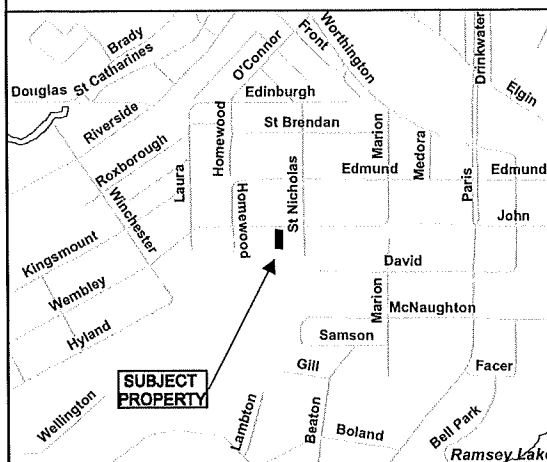 Brady
St Catharines
Douglas
Riverside
Roxborough
Winchester
Kingsmount
Wembley
Hyland
Wellington
Laura
Homewood
Homewood
O'Connor
Front
Worthington
Edinburgh
St Brendan
St Nicholas
Edmund
Marion
Medora
Drinkwater
Elgin
Edmund
Paris
John
David
Marion
McNaughton
Samson
Gill
Facer
SUBJECT
PROPERTY
Lambton
Beaton
Boland
Bell Park
Ramsey Lake